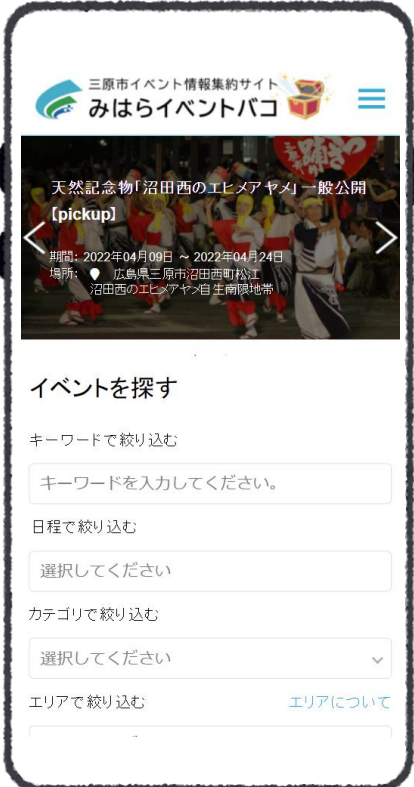 三原市イベント情報集約サイト
みはらイベントバコ
天然記念物「沼田西のエヒメアヤメ」一般公開
【pickup】
期間: 2022年04月09日 ～ 2022年04月24日
場所: 広島県三原市沼田西町松江
沼田西のエヒメアヤメ自生南限地帯
イベントを探す
キーワードで絞り込む
キーワードを入力してください。
日程で絞り込む
選択してください
カテゴリで絞り込む
選択してください
エリアで絞り込む エリアについて